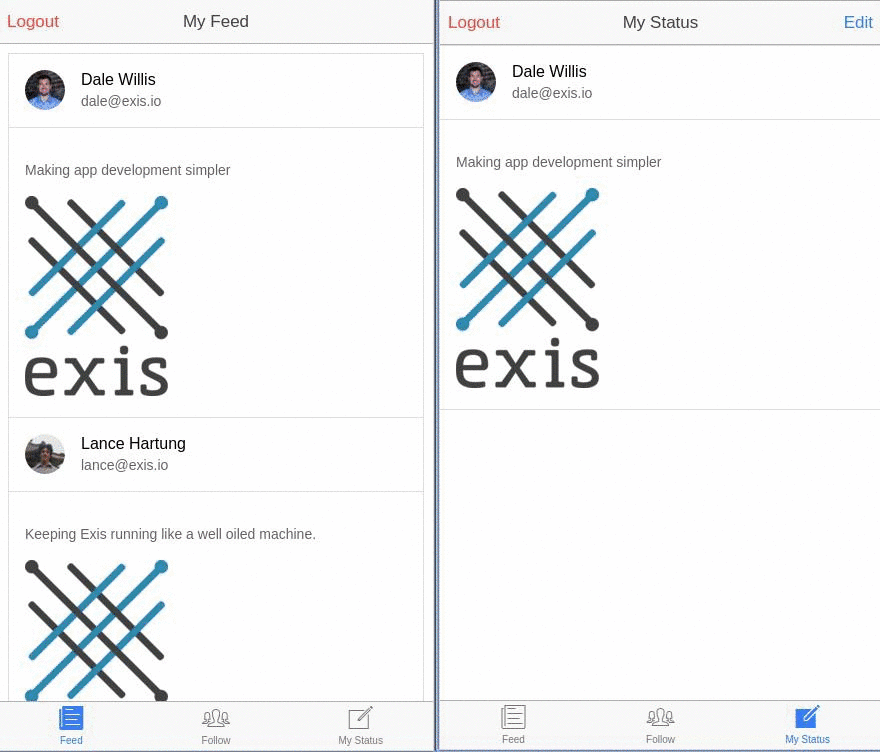 Logout My Feed
Dale Willis
dale@exis.io
Making app development simpler
exis
Lance Hartung
lance@exis.io
Keeping Exis running like a well oiled machine.
Feed Follow My Status
Logout My Status Edit
Dale Willis
dale@exis.io
Making app development simpler
exis
Feed Follow My Status